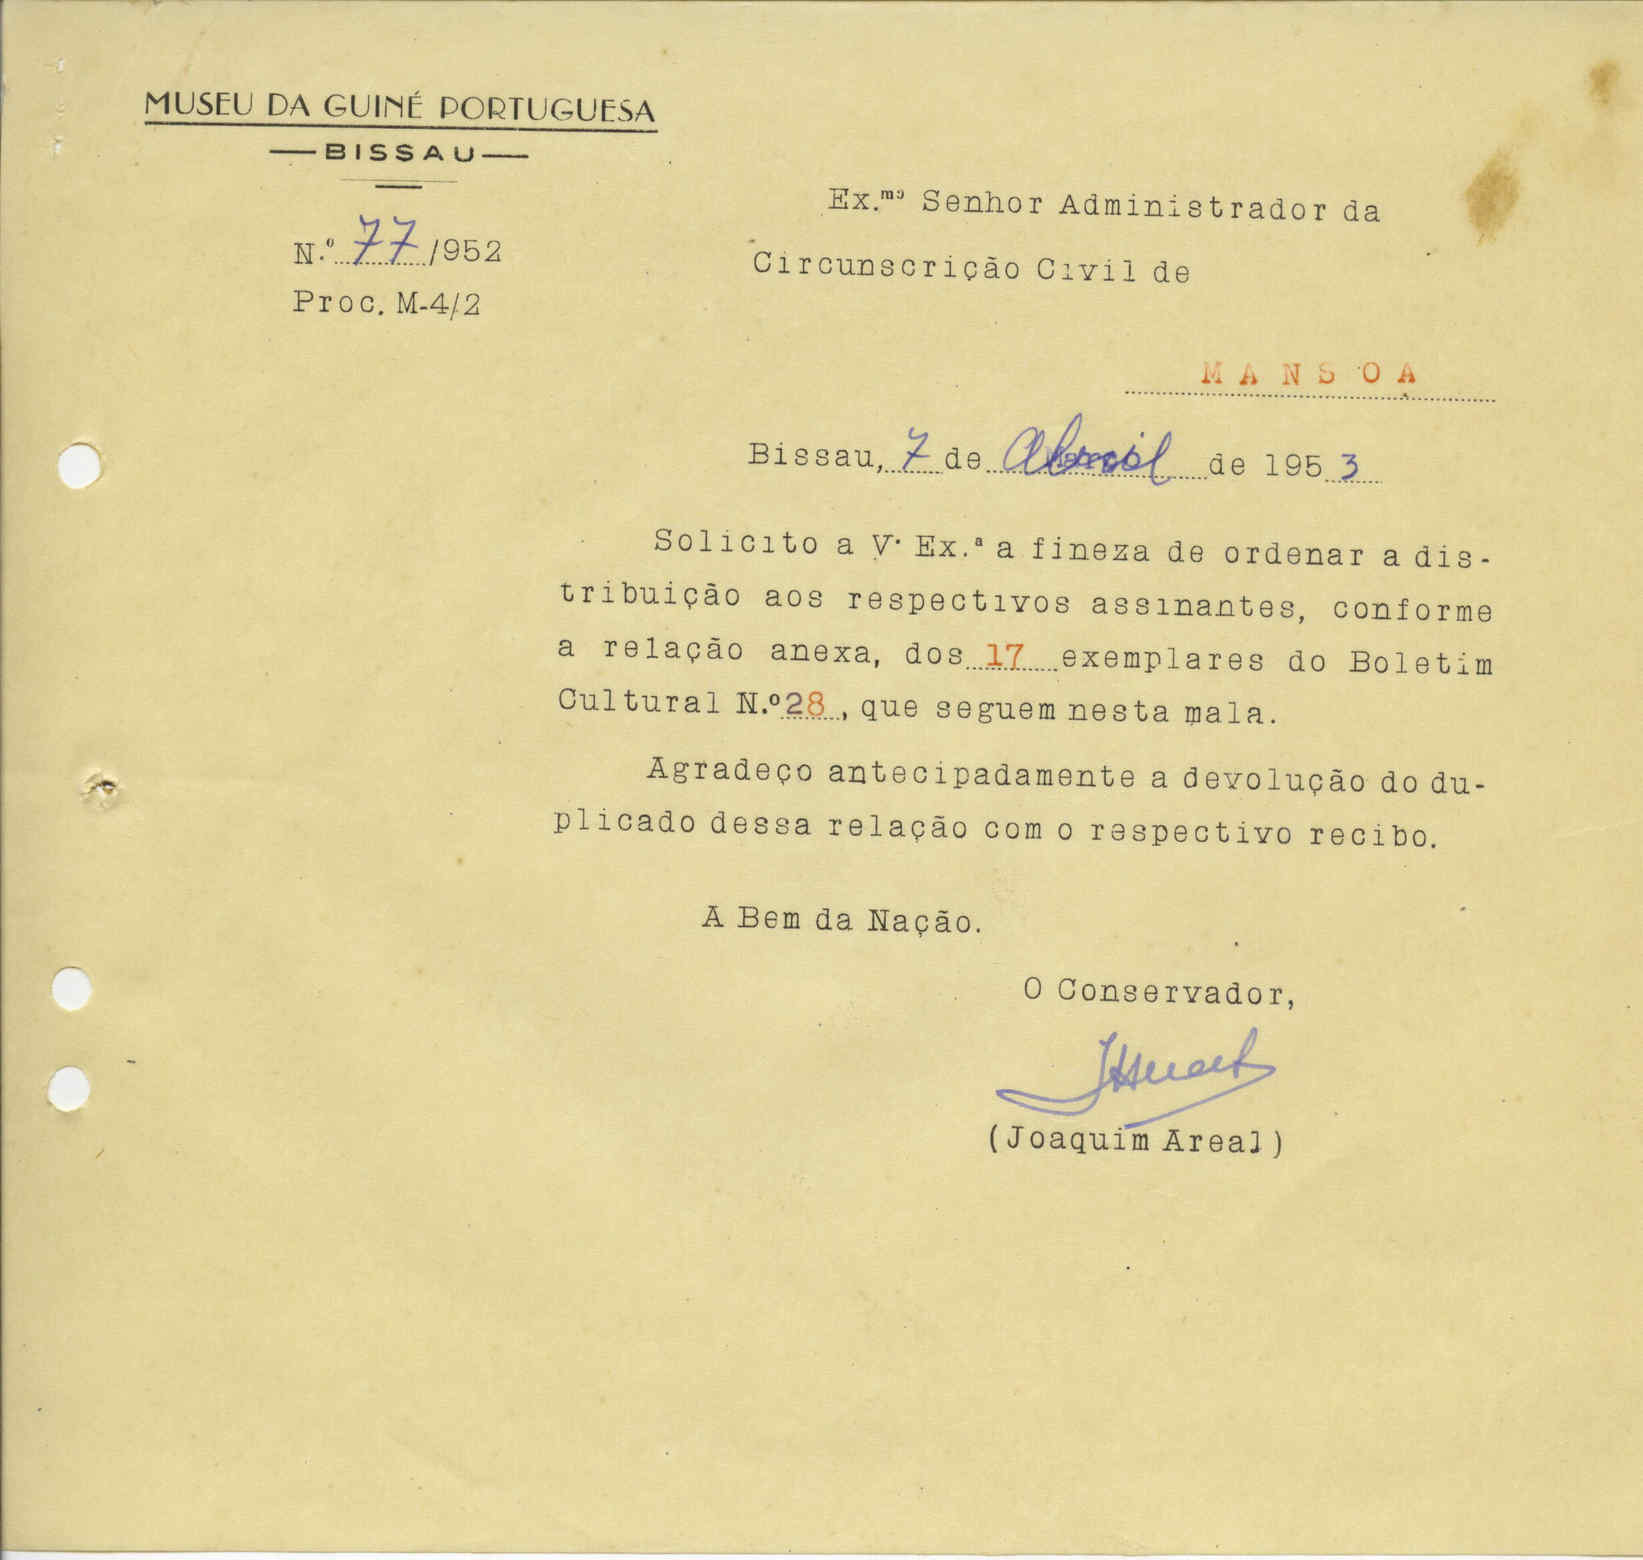 MUSEU DA GUINÉ PORTUGUESA
BISSAU
N.º 77/952
Proc. M-4/2
Ex.mo Senhor Administrador da
Circunscrição Civil de
MANSOA
Bissau, 7 de Abril de 1953
Solicito a V. Ex.ª a fineza de ordenar a dis-
tribuição aos respectivos assinantes, conforme
a relação anexa, dos 17 exemplares do Boletim
Cultural N.º 28, que seguem nesta mala.
Agradeço antecipadamente a devolução do du-
plicado dessa relação com o respectivo recibo.
A Bem da Nação.
O Conservador,
(Joaquim Areal)